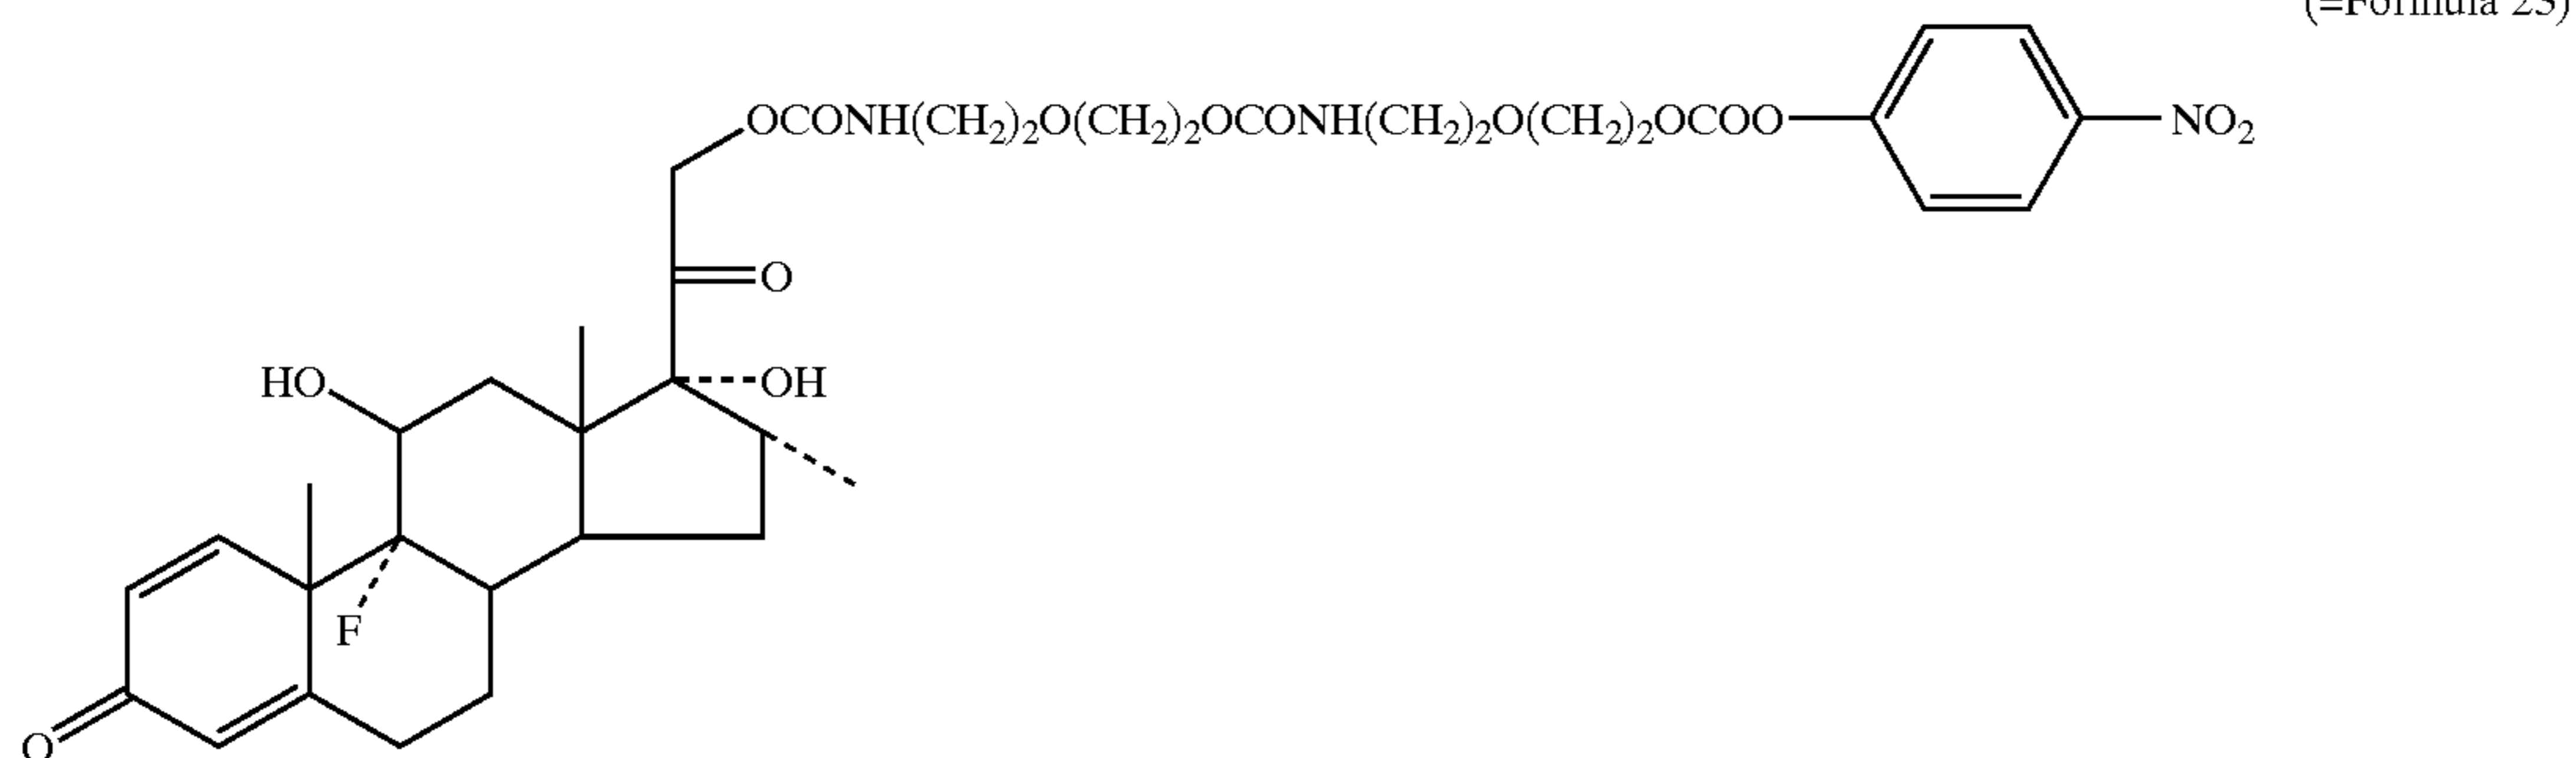 (=Formula 23)
OCONH(CH₂)₂O(CH₂)₂OCONH(CH₂)₂O(CH₂)₂OCOO NO₂
O
HO OH
F
O